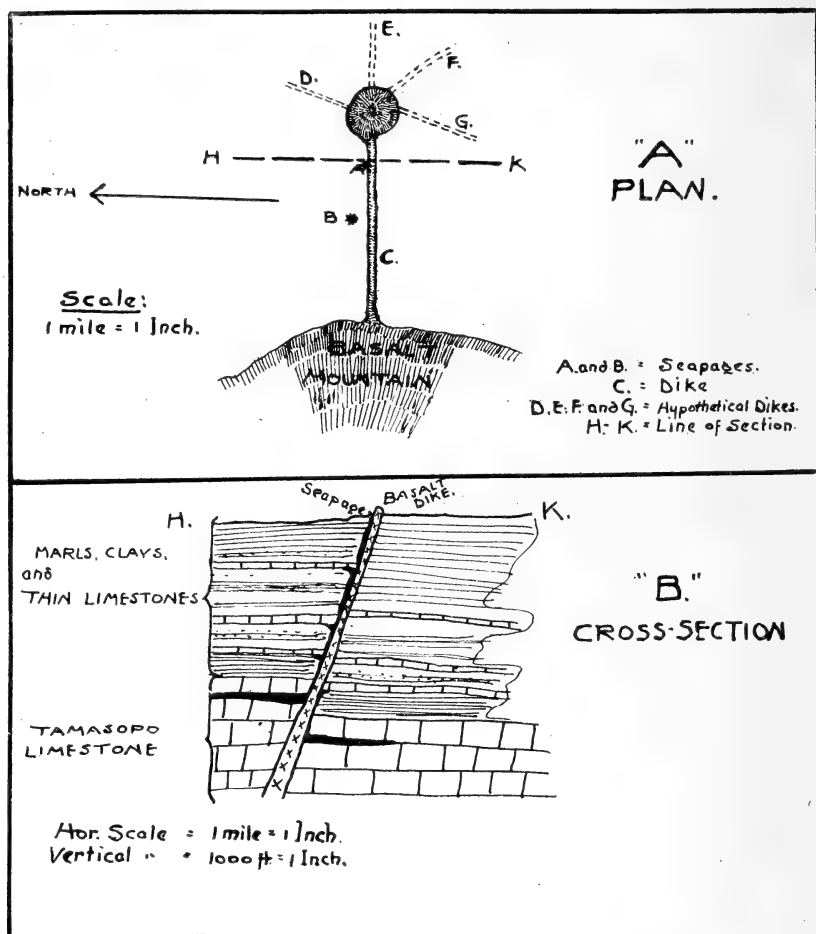 E.
D.
F.
G.
H
K
A
"A"
PLAN.
NORTH
B
C.
Scale:
1 mile = 1 Inch.
BASALT
MOUNTAIN
A. and B. = Seapages.
C. = Dike
D. E. F. and G. = Hypothetical Dikes.
H-K. = Line of Section.
Seapage
BASALT
DIKE.
H.
K.
MARLS, CLAYS,
and
THIN LIMESTONES
"B."
CROSS-SECTION
TAMASOPO
LIMESTONE
Hor. Scale = 1 mile = 1 Inch.
Vertical " = 1000 ft. = 1 Inch.